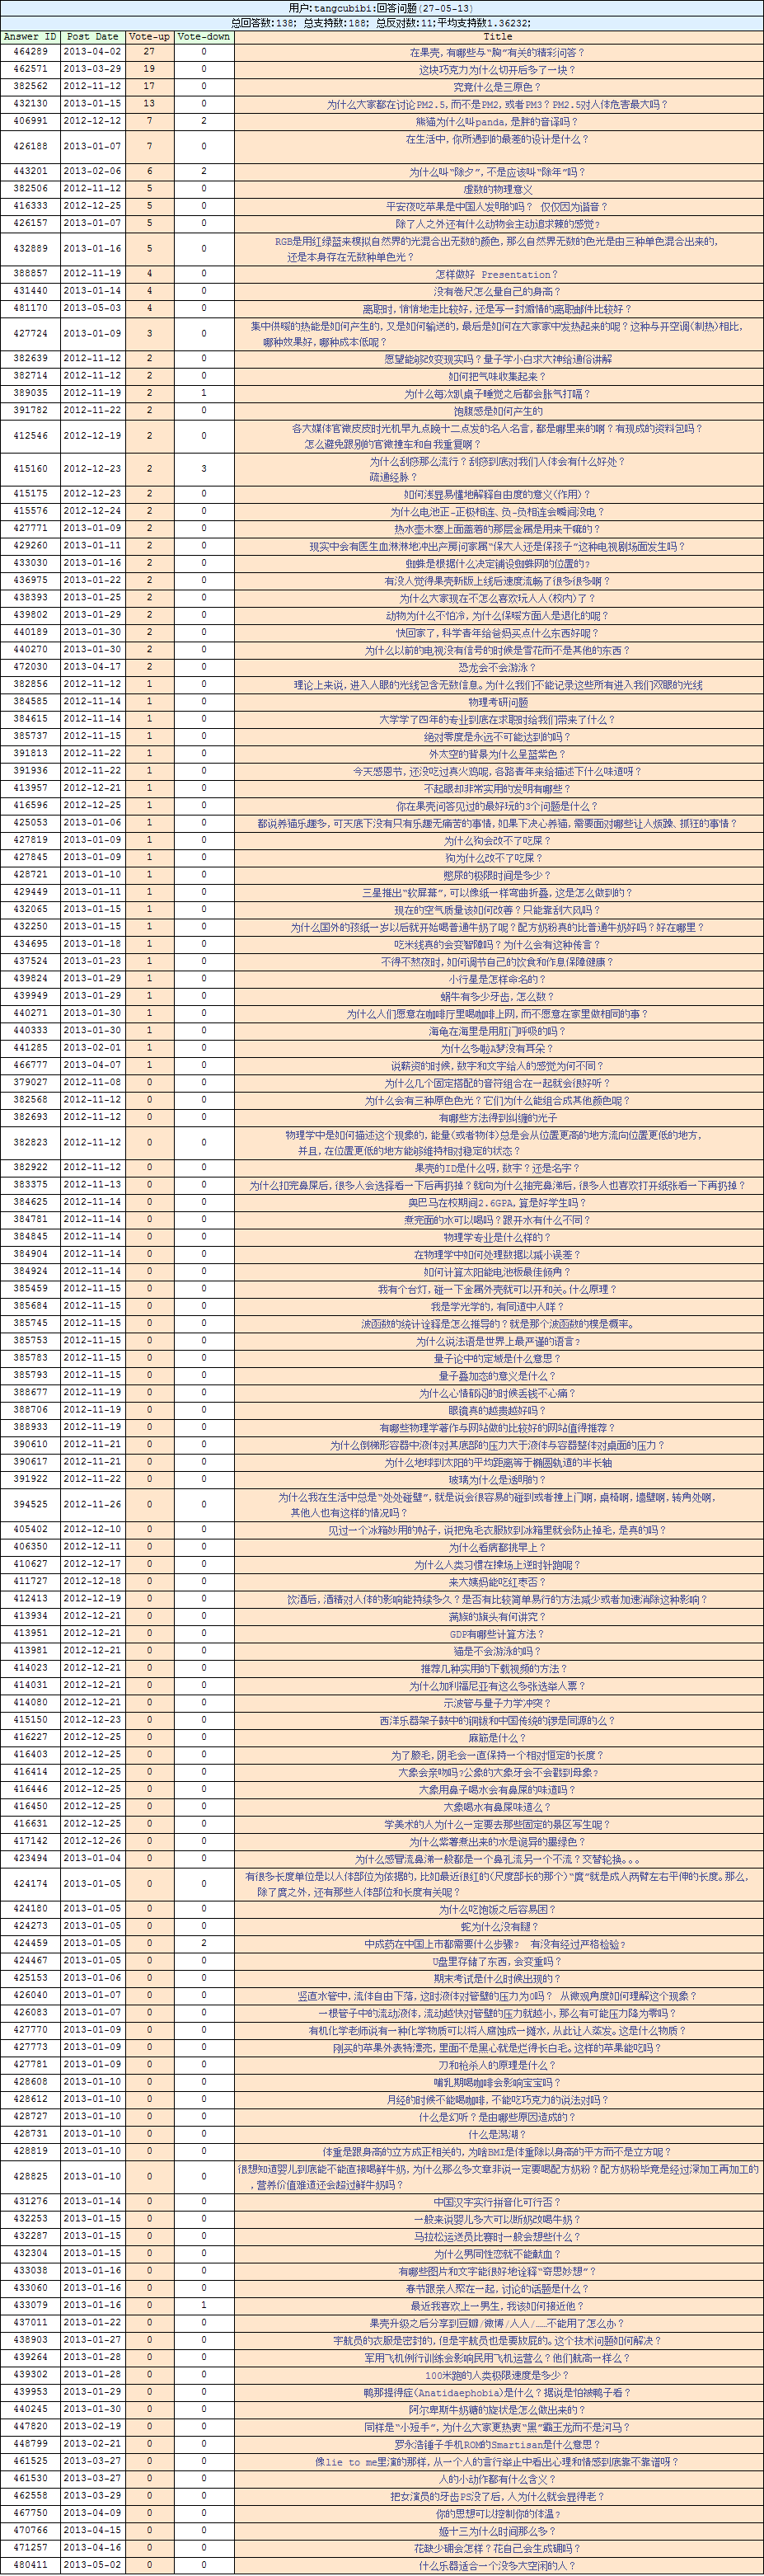 用户:tangcubibi:回答问题(27-05-13)
总回答数:138; 总支持数:188; 总反对数:11;平均支持数1.36232;
Answer ID Post Date Vote-up Vote-down Title
464289 2013-04-02 27 0 在果壳,有哪些与“胸”有关的精彩问答?
462571 2013-03-29 19 0 这块巧克力为什么切开后多了一块?
382562 2012-11-12 17 0 究竟什么是三原色?
432130 2013-01-15 13 0 为什么大家都在讨论PM2.5,而不是PM2,或者PM3?PM2.5对人体危害最大吗?
406991 2012-12-12 7 2 熊猫为什么叫panda,是胖的音译吗?
426188 2013-01-07 7 0 在生活中,你所遇到的最差的设计是什么?
443201 2013-02-06 6 2 为什么叫“除夕”,不是应该叫“除年”吗?
382506 2012-11-12 5 0 虚数的物理意义
416333 2012-12-25 5 0 平安夜吃苹果是中国人发明的吗? 仅仅因为谐音?
426157 2013-01-07 5 0 除了人之外还有什么动物会主动追求辣的感觉?
432889 2013-01-16 5 0 RGB是用红绿蓝来模拟自然界的光混合出无数的颜色,那么自然界无数的色光是由三种单色混合出来的,
还是本身存在无数种单色光?
388857 2012-11-19 4 0 怎样做好 Presentation?
431440 2013-01-14 4 0 没有卷尺怎么量自己的身高?
481170 2013-05-03 4 0 离职时,悄悄地走比较好,还是写一封煽情的离职邮件比较好?
427724 2013-01-09 3 0 集中供暖的热能是如何产生的,又是如何输送的,最后是如何在大家家中发热起来的呢?这种与开空调(制热)相比,
哪种效果好,哪种成本低呢?
382639 2012-11-12 2 0 愿望能够改变现实吗?量子学小白求大神给通俗讲解
382714 2012-11-12 2 0 如何把气味收集起来?
389035 2012-11-19 2 1 为什么每次趴桌子睡觉之后都会胀气打嗝?
391782 2012-11-22 2 0 饱腹感是如何产生的
412546 2012-12-19 2 0 各大媒体官微皮皮时光机早九点晚十二点发的名人名言,都是哪里来的啊?有现成的资料包吗?
怎么避免跟别的官微撞车和自我重复啊?
415160 2012-12-23 2 3 为什么刮痧那么流行?刮痧到底对我们人体会有什么好处?
疏通经脉?
415175 2012-12-23 2 0 如何浅显易懂地解释自由度的意义(作用)?
415576 2012-12-24 2 0 为什么电池正-正极相连、负-负相连会瞬间没电?
427771 2013-01-09 2 0 热水壶木塞上面盖着的那层金属是用来干嘛的?
429260 2013-01-11 2 0 现实中会有医生血淋淋地冲出产房问家属“保大人还是保孩子”这种电视剧场面发生吗?
433030 2013-01-16 2 0 蜘蛛是根据什么决定铺设蜘蛛网的位置的?
436975 2013-01-22 2 0 有没人觉得果壳新版上线后速度流畅了很多很多啊?
438393 2013-01-25 2 0 为什么大家现在不怎么喜欢玩人人(校内)了?
439802 2013-01-29 2 0 动物为什么不怕冷,为什么保暖方面人是退化的呢?
440189 2013-01-30 2 0 快回家了,科学青年给爸妈买点什么东西好呢?
440270 2013-01-30 2 0 为什么以前的电视没有信号的时候是雪花而不是其他的东西?
472030 2013-04-17 2 0 恐龙会不会游泳?
382856 2012-11-12 1 0 理论上来说,进入人眼的光线包含无数信息。为什么我们不能记录这些所有进入我们双眼的光线
384585 2012-11-14 1 0 物理考研问题
384615 2012-11-14 1 0 大学学了四年的专业到底在求职时给我们带来了什么?
385737 2012-11-15 1 0 绝对零度是永远不可能达到的吗?
391813 2012-11-22 1 0 外太空的背景为什么呈蓝紫色?
391936 2012-11-22 1 0 今天感恩节,还没吃过真火鸡呢,各路青年来给描述下什么味道呀?
413957 2012-12-21 1 0 不起眼却非常实用的发明有哪些?
416596 2012-12-25 1 0 你在果壳问答见过的最好玩的3个问题是什么?
425053 2013-01-06 1 0 都说养猫乐趣多,可天底下没有只有乐趣无痛苦的事情,如果下决心养猫,需要面对哪些让人烦躁、抓狂的事情?
427819 2013-01-09 1 0 为什么狗会改不了吃屎?
427845 2013-01-09 1 0 狗为什么改不了吃屎?
428721 2013-01-10 1 0 憋尿的极限时间是多少?
429449 2013-01-11 1 0 三星推出“软屏幕”,可以像纸一样弯曲折叠,这是怎么做到的?
432065 2013-01-15 1 0 现在的空气质量该如何改善?只能靠刮大风吗?
432250 2013-01-15 1 0 为什么国外的孩纸一岁以后就开始喝普通牛奶了呢?配方奶粉真的比普通牛奶好吗?好在哪里?
434695 2013-01-18 1 0 吃米线真的会变智障吗?为什么会有这种传言?
437524 2013-01-23 1 0 不得不熬夜时,如何调节自己的饮食和作息保障健康?
439824 2013-01-29 1 0 小行星是怎样命名的?
439949 2013-01-29 1 0 蜗牛有多少牙齿,怎么数?
440271 2013-01-30 1 0 为什么人们愿意在咖啡厅里喝咖啡上网,而不愿意在家里做相同的事?
440333 2013-01-30 1 0 海龟在海里是用肛门呼吸的吗?
441285 2013-02-01 1 0 为什么多啦A梦没有耳朵?
466777 2013-04-07 1 0 说薪资的时候,数字和文字给人的感觉为何不同?
379027 2012-11-08 0 0 为什么几个固定搭配的音符组合在一起就会很好听?
382568 2012-11-12 0 0 为什么会有三种原色色光?它们为什么能组合成其他颜色呢?
382693 2012-11-12 0 0 有哪些方法得到纠缠的光子
382823 2012-11-12 0 0 物理学中是如何描述这个现象的,能量(或者物体)总是会从位置更高的地方流向位置更低的地方,
并且,在位置更低的地方能够维持相对稳定的状态?
382922 2012-11-12 0 0 果壳的ID是什么呀,数字?还是名字?
383375 2012-11-13 0 0 为什么扣完鼻屎后,很多人会选择看一下后再扔掉?就向为什么抽完鼻涕后,很多人也喜欢打开纸张看一下再扔掉?
384625 2012-11-14 0 0 奥巴马在校期间2.6GPA,算是好学生吗?
384781 2012-11-14 0 0 煮完面的水可以喝吗?跟开水有什么不同?
384845 2012-11-14 0 0 物理学专业是什么样的?
384904 2012-11-14 0 0 在物理学中如何处理数据以减小误差?
384924 2012-11-14 0 0 如何计算太阳能电池板最佳倾角?
385459 2012-11-15 0 0 我有个台灯,碰一下金属外壳就可以开和关。什么原理?
385684 2012-11-15 0 0 我是学光学的,有同道中人咩?
385745 2012-11-15 0 0 波函数的统计诠释是怎么推导的?就是那个波函数的模是概率。
385753 2012-11-15 0 0 为什么说法语是世界上最严谨的语言?
385783 2012-11-15 0 0 量子论中的定域是什么意思?
385793 2012-11-15 0 0 量子叠加态的意义是什么?
388677 2012-11-19 0 0 为什么心情郁闷的时候丢钱不心痛?
388706 2012-11-19 0 0 眼镜真的越贵越好吗?
388933 2012-11-19 0 0 有哪些物理学著作与网站做的比较好的网站值得推荐?
390610 2012-11-21 0 0 为什么倒梯形容器中液体对其底部的压力大于液体与容器整体对桌面的压力?
390617 2012-11-21 0 0 为什么地球到太阳的平均距离等于椭圆轨道的半长轴
391922 2012-11-22 0 0 玻璃为什么是透明的?
394525 2012-11-26 0 0 为什么我在生活中总是“处处碰壁”,就是说会很容易的碰到或者撞上门啊,桌椅啊,墙壁啊,转角处啊,
其他人也有这样的情况吗?
405402 2012-12-10 0 0 见过一个冰箱妙用的帖子,说把兔毛衣服放到冰箱里就会防止掉毛,是真的吗?
406350 2012-12-11 0 0 为什么看病都挑早上?
410627 2012-12-17 0 0 为什么人类习惯在操场上逆时针跑呢?
411727 2012-12-18 0 0 来大姨妈能吃红枣否?
412413 2012-12-19 0 0 饮酒后,酒精对人体的影响能持续多久?是否有比较简单易行的方法减少或者加速消除这种影响?
413934 2012-12-21 0 0 满族的旗头有何讲究?
413951 2012-12-21 0 0 GDP有哪些计算方法?
413981 2012-12-21 0 0 猫是不会游泳的吗?
414023 2012-12-21 0 0 推荐几种实用的下载视频的方法?
414031 2012-12-21 0 0 为什么加利福尼亚有这么多张选举人票?
414080 2012-12-21 0 0 示波管与量子力学冲突?
415150 2012-12-23 0 0 西洋乐器架子鼓中的铜钹和中国传统的锣是同源的么?
416227 2012-12-25 0 0 麻筋是什么?
416403 2012-12-25 0 0 为了腋毛,阴毛会一直保持一个相对恒定的长度?
416414 2012-12-25 0 0 大象会亲吻吗?公象的大象牙会不会戳到母象?
416446 2012-12-25 0 0 大象用鼻子喝水会有鼻屎的味道吗?
416450 2012-12-25 0 0 大象喝水有鼻屎味道么?
416631 2012-12-25 0 0 学美术的人为什么一定要去那些固定的景区写生呢?
417142 2012-12-26 0 0 为什么紫薯煮出来的水是诡异的墨绿色?
423494 2013-01-04 0 0 为什么感冒流鼻涕一般都是一个鼻孔流另一个不流?交替轮换。。。
424174 2013-01-05 0 0 有很多长度单位是以人体部位为依据的,比如最近很红的(尺度部长的那个)“庹”就是成人两臂左右平伸的长度。那么,
除了庹之外,还有那些人体部位和长度有关呢?
424180 2013-01-05 0 0 为什么吃饱饭之后容易困?
424273 2013-01-05 0 0 蛇为什么没有腿?
424459 2013-01-05 0 2 中成药在中国上市都需要什么步骤? 有没有经过严格检验?
424467 2013-01-05 0 0 U盘里存储了东西,会变重吗?
425153 2013-01-06 0 0 期末考试是什么时候出现的?
426040 2013-01-07 0 0 竖直水管中,流体自由下落,这时液体对管壁的压力为0吗? 从微观角度如何理解这个现象?
426083 2013-01-07 0 0 一根管子中的流动液体,流动越快对管壁的压力就越小,那么有可能压力降为零吗?
427770 2013-01-09 0 0 有机化学老师说有一种化学物质可以将人腐蚀成一摊水,从此让人蒸发。这是什么物质?
427773 2013-01-09 0 0 刚买的苹果外表特漂亮,里面不是黑心就是烂得长白毛。这样的苹果能吃吗?
427781 2013-01-09 0 0 刀和枪杀人的原理是什么?
428608 2013-01-10 0 0 哺乳期喝咖啡会影响宝宝吗?
428612 2013-01-10 0 0 月经的时候不能喝咖啡,不能吃巧克力的说法对吗?
428727 2013-01-10 0 0 什么是幻听?是由哪些原因造成的?
428731 2013-01-10 0 0 什么是潟湖?
428819 2013-01-10 0 0 体重是跟身高的立方成正相关的,为啥BMI是体重除以身高的平方而不是立方呢?
428825 2013-01-10 0 0 很想知道婴儿到底能不能直接喝鲜牛奶,为什么那么多文章非说一定要喝配方奶粉?配方奶粉毕竟是经过深加工再加工的
,营养价值难道还会超过鲜牛奶吗?
431276 2013-01-14 0 0 中国汉字实行拼音化可行否?
432253 2013-01-15 0 0 一般来说婴儿多大可以断奶改喝牛奶?
432287 2013-01-15 0 0 马拉松运送员比赛时一般会想些什么?
432304 2013-01-15 0 0 为什么男同性恋就不能献血?
433038 2013-01-16 0 0 有哪些图片和文字能很好地诠释“奇思妙想”?
433060 2013-01-16 0 0 春节跟亲人聚在一起,讨论的话题是什么?
433079 2013-01-16 0 1 最近我喜欢上一男生,我该如何接近他?
437011 2013-01-22 0 0 果壳升级之后分享到豆瓣/微博/人人/……不能用了怎么办?
438903 2013-01-27 0 0 宇航员的衣服是密封的,但是宇航员也是要放屁的。这个技术问题如何解决?
439264 2013-01-28 0 0 军用飞机例行训练会影响民用飞机运营么?他们航高一样么?
439302 2013-01-28 0 0 100米跑的人类极限速度是多少?
439953 2013-01-29 0 0 鸭那提得症(Anatidaephobia)是什么?据说是怕被鸭子看?
440245 2013-01-30 0 0 阿尔卑斯牛奶糖的旋状是怎么做出来的?
447820 2013-02-19 0 0 同样是“小短手”,为什么大家更热衷“黑”霸王龙而不是河马?
448799 2013-02-21 0 0 罗永浩锤子手机ROM的Smartisan是什么意思?
461525 2013-03-27 0 0 像lie to me里演的那样,从一个人的言行举止中看出心理和情感到底靠不靠谱呀?
461530 2013-03-27 0 0 人的小动作都有什么含义?
462558 2013-03-29 0 0 把女演员的牙齿PS没了后,人为什么就会显得老?
467750 2013-04-09 0 0 你的思想可以控制你的体温?
470766 2013-04-15 0 0 姬十三为什么时间那么多?
471257 2013-04-16 0 0 花缺少硼会怎样?花自己会生成硼吗?
480411 2013-05-02 0 0 什么乐器适合一个没多大空闲的人?